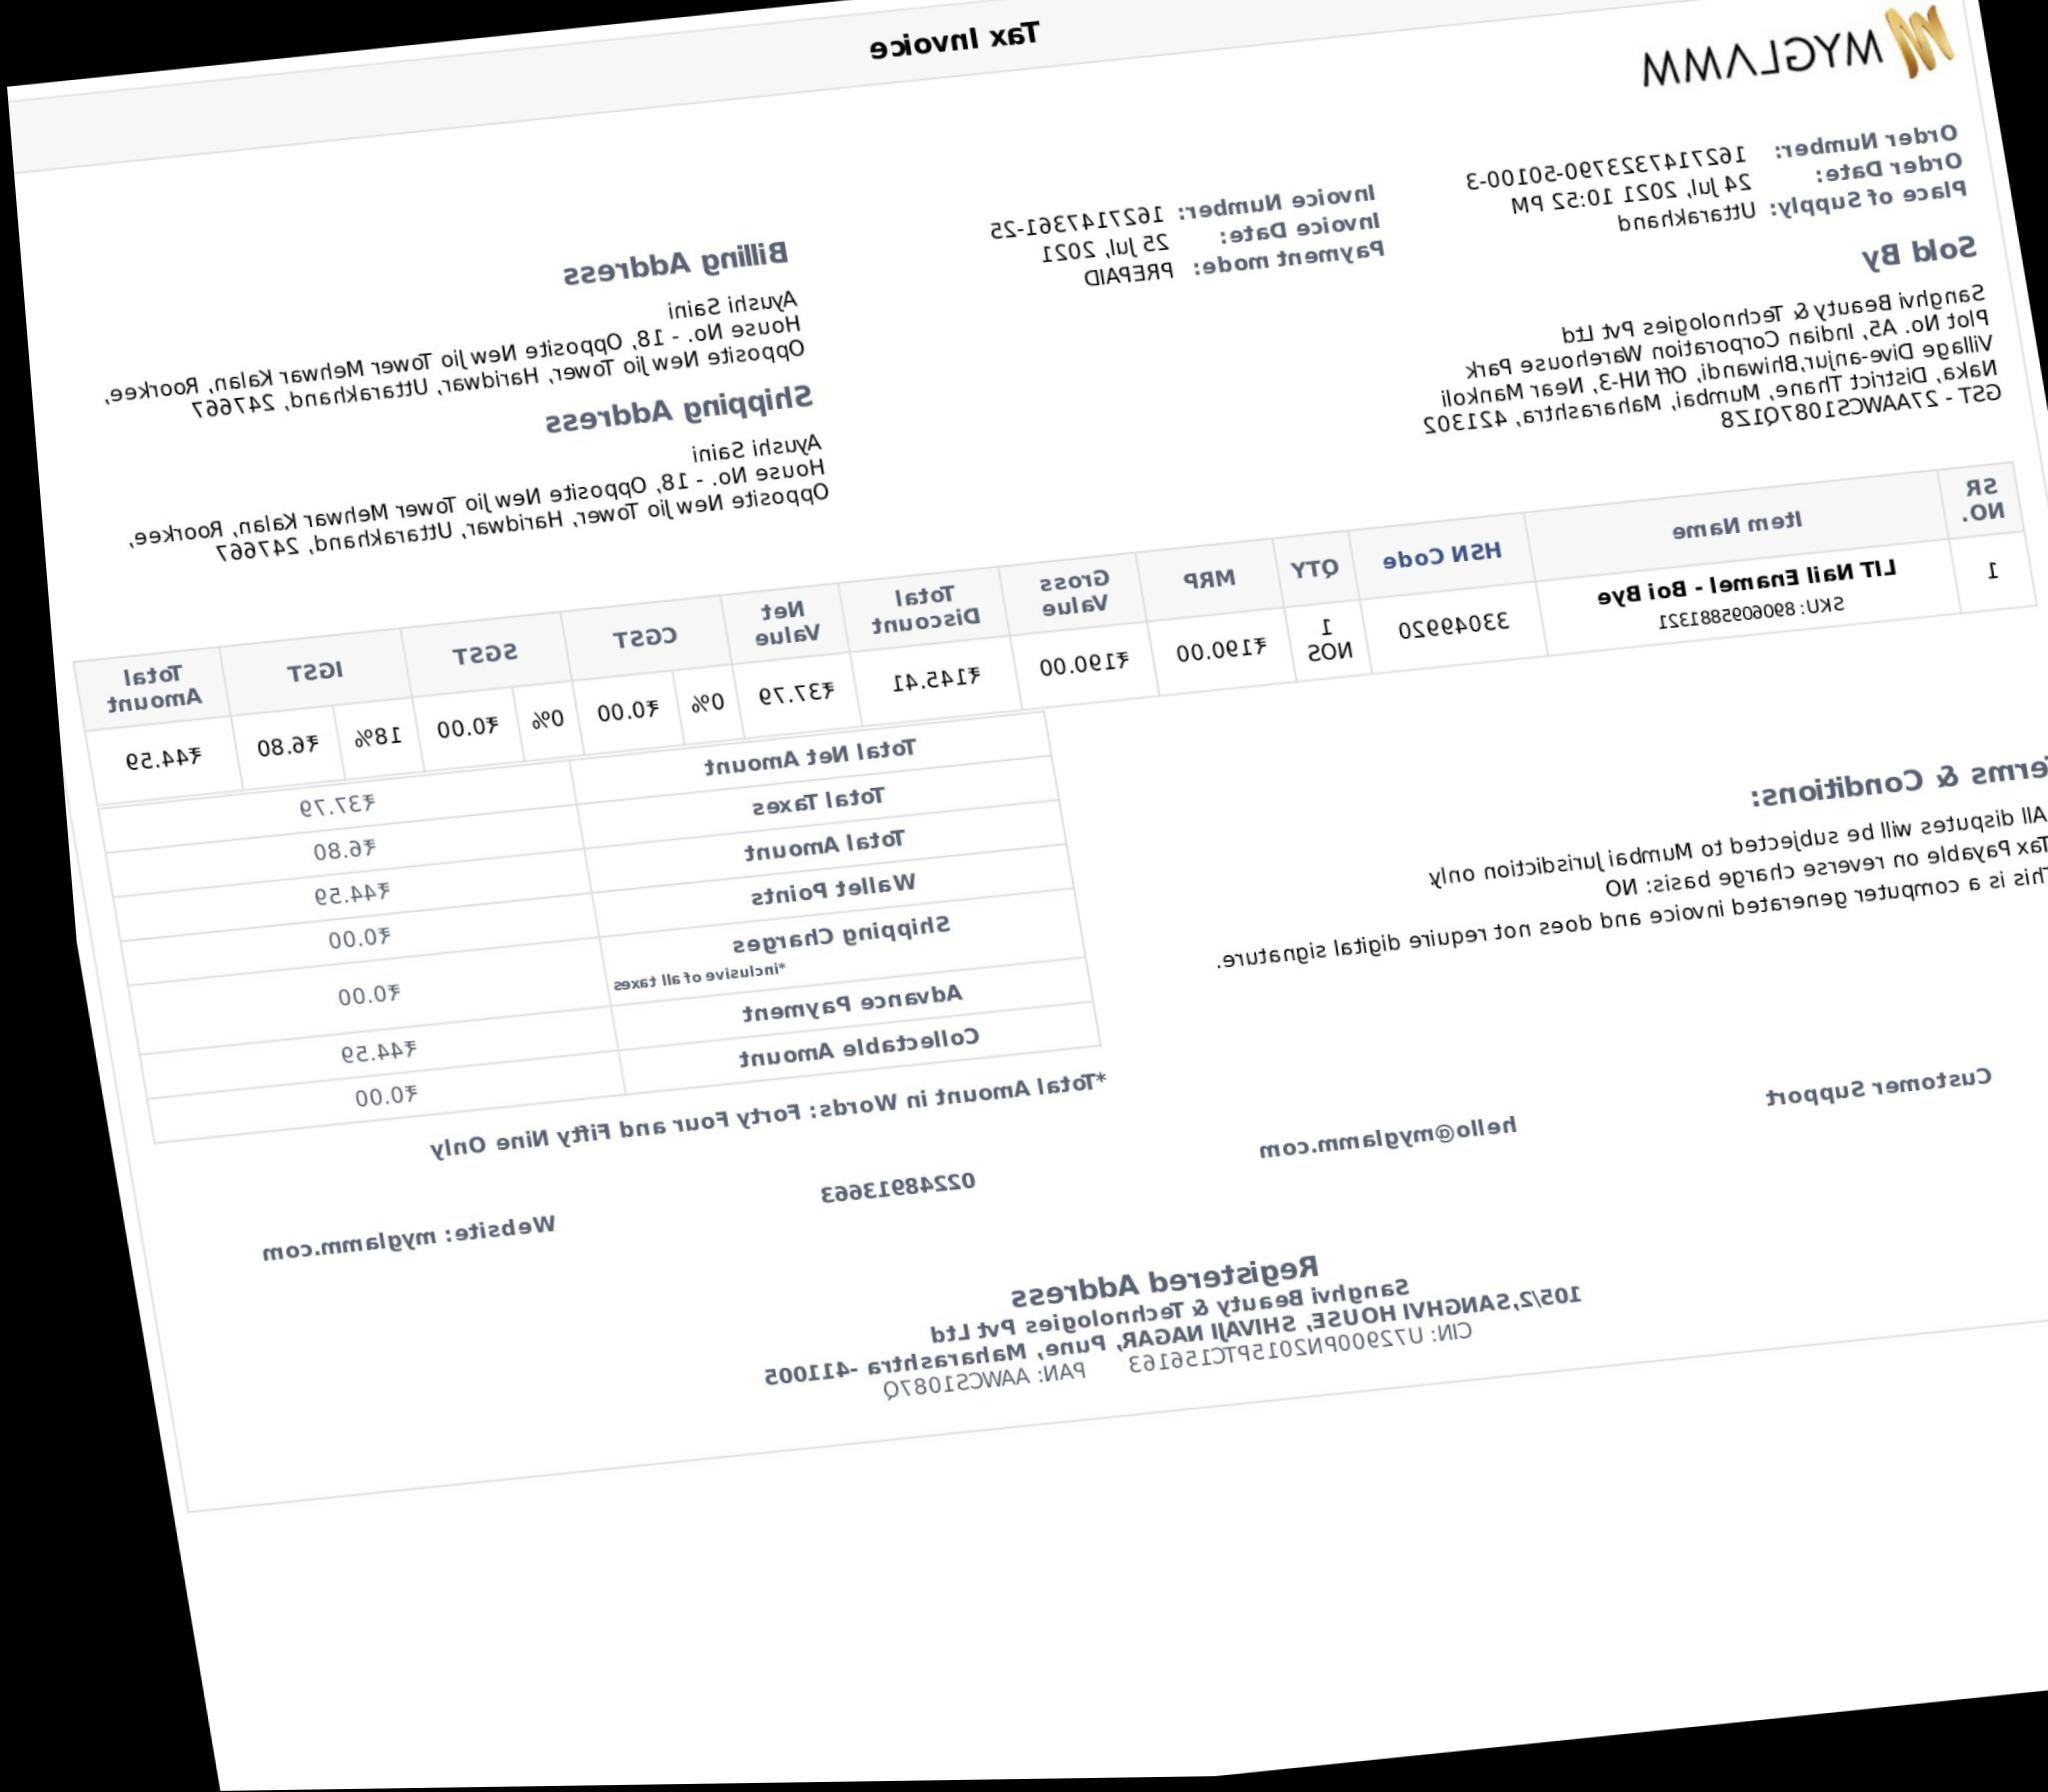 Tax Invoice
MYGLAMM
Order Number: 1627147323790-50100-3
Order Date: 24 Jul, 2021 10:52 PM
Place of Supply: Uttarakhand
Invoice Number: 1627147361-25
Invoice Date: 25 Jul, 2021
Payment mode: PREPAID
Sold By
Sanghvi Beauty & Technologies Pvt Ltd
Plot No. A5, Indian Corporation Warehouse Park
Village Dive-anjur,Bhiwandi, Off NH-3, Near Mankoli
Naka, District Thane, Mumbai, Maharashtra, 421302
GST - 27AAWCS1087Q1Z8
Billing Address
Ayushi Saini
House No. - 18, Opposite New Jio Tower Mehwar Kalan, Roorkee,
Opposite New Jio Tower, Haridwar, Uttarakhand, 247667
Shipping Address
Ayushi Saini
House No. - 18, Opposite New Jio Tower Mehwar Kalan, Roorkee,
Opposite New Jio Tower, Haridwar, Uttarakhand, 247667
SR NO. Item Name HSN Code QTY MRP Gross Value Total Discount Net Value CGST SGST IGST Total Amount
1 LIT Nail Enamel - Boi Bye 33049920 1 NOS ₹190.00 ₹190.00 ₹145.41 ₹37.79 0% ₹0.00 0% ₹0.00 18% ₹6.80 ₹44.59
SKU: 8906095881321
Total Net Amount ₹37.79
Total Taxes ₹6.80
Total Amount ₹44.59
Wallet Points ₹0.00
Shipping Charges ₹0.00
*inclusive of all taxes
Advance Payment ₹44.59
Collectable Amount ₹0.00
*Total Amount in Words: Forty Four and Fifty Nine Only
erms & Conditions:
All disputes will be subjected to Mumbai Jurisdiction only
Tax Payable on reverse charge basis: NO
This is a computer generated invoice and does not require digital signature.
Customer Support hello@myglamm.com 02248913663 Website: myglamm.com
Registered Address
Sanghvi Beauty & Technologies Pvt Ltd
105/2,SANGHVI HOUSE, SHIVAJI NAGAR, Pune, Maharashtra -411005
CIN: U72900PN2015PTC156163 PAN: AAWCS1087Q